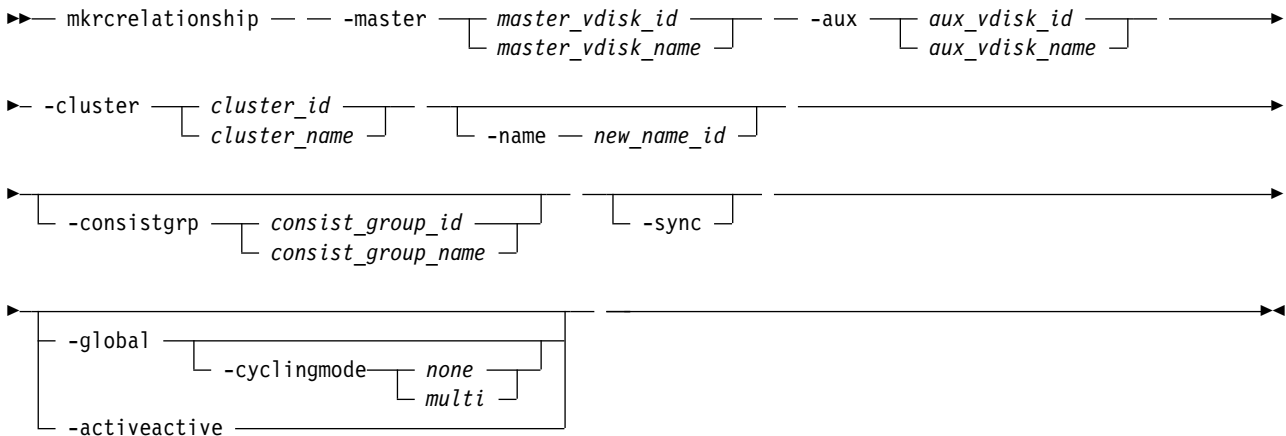 mkrcrelationship -master master_vdisk_id -aux aux_vdisk_id
master_vdisk_name aux_vdisk_name
-cluster cluster_id
cluster_name -name new_name_id
-consistgrp consist_group_id -sync
consist_group_name
-global
-cyclingmode none
multi
-activeactive